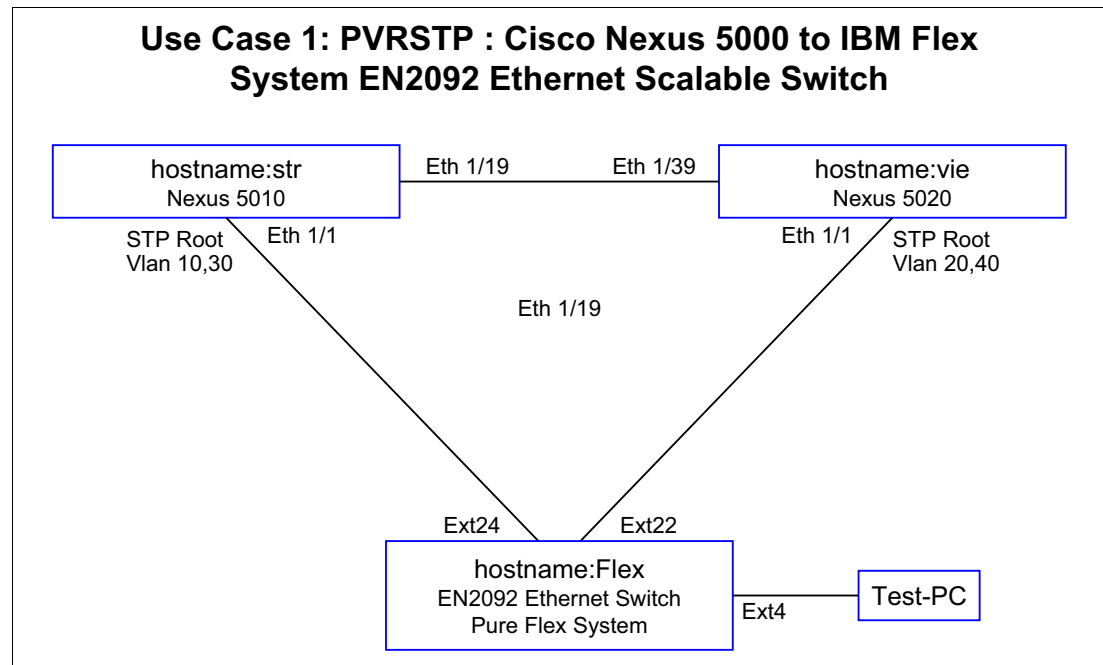 Use Case 1: PVRSTP : Cisco Nexus 5000 to IBM Flex
System EN2092 Ethernet Scalable Switch
hostname:str
Nexus 5010
Eth 1/19
Eth 1/39
hostname:vie
Nexus 5020
STP Root
Vlan 10,30
Eth 1/1
Eth 1/1
STP Root
Vlan 20,40
Eth 1/19
Ext24
Ext22
hostname:Flex
EN2092 Ethernet Switch
Pure Flex System
Ext4
Test-PC